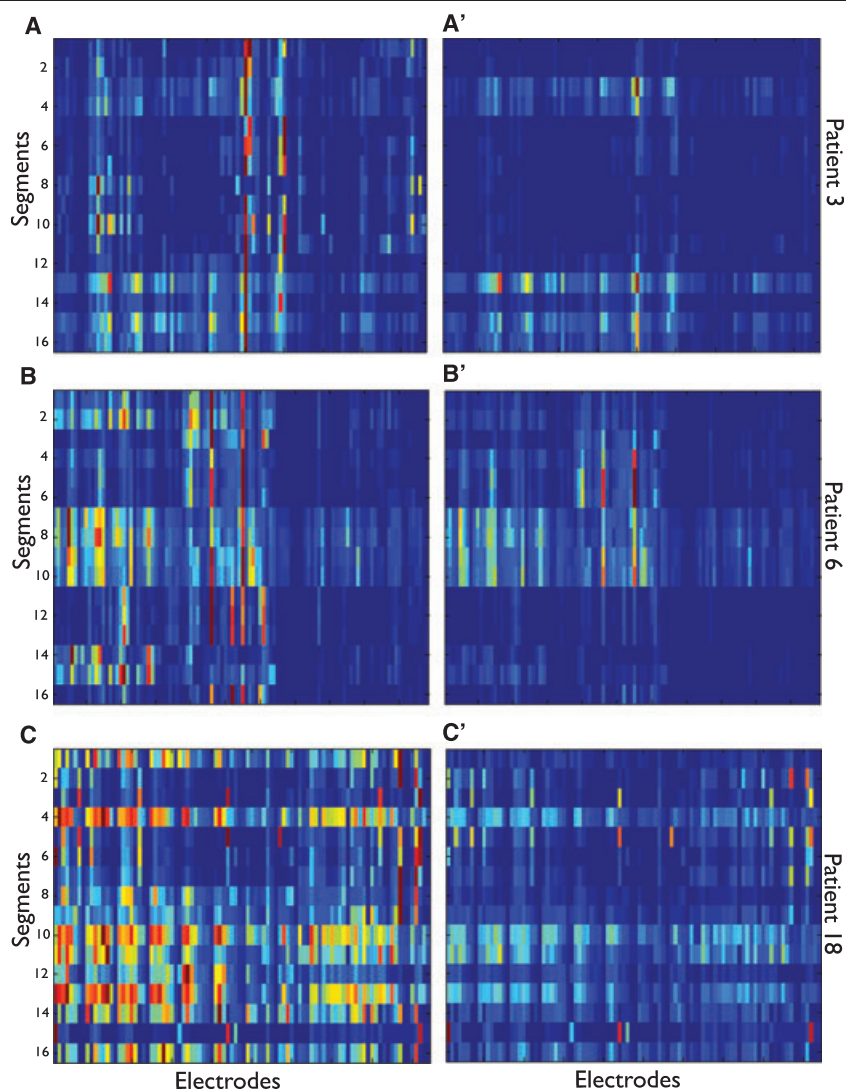 A
A’
2
4
6
8
10
12
14
16
Segments
Patient 3
B
B’
2
4
6
8
10
12
14
16
Segments
Patient 6
C
C’
2
4
6
8
10
12
14
16
Segments
Patient 18
Electrodes
Electrodes